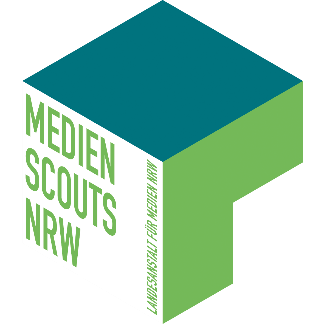 MEDIEN
SCOUTS
NRW
LANDESANSTALT FÜR MEDIEN NRW